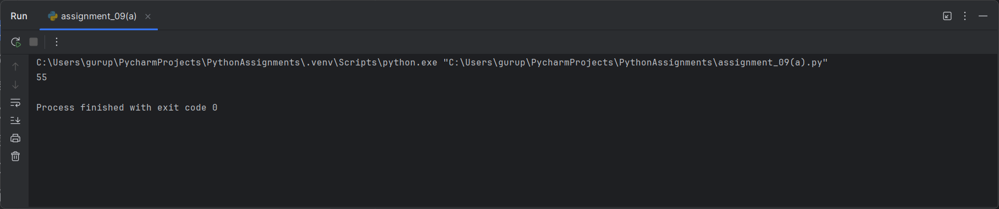 Run assignment_09(a)
C:\Users\gurup\PycharmProjects\PythonAssignments\.venv\Scripts\python.exe "C:\Users\gurup\PycharmProjects\PythonAssignments\assignment_09(a).py"
55
Process finished with exit code 0